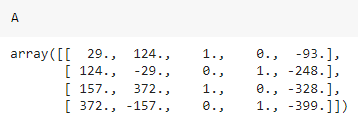 A
array([[  29.,  124.,    1.,    0.,  -93.],
       [ 124.,  -29.,    0.,    1., -248.],
       [ 157.,  372.,    1.,    0., -328.],
       [ 372., -157.,    0.,    1., -399.]])